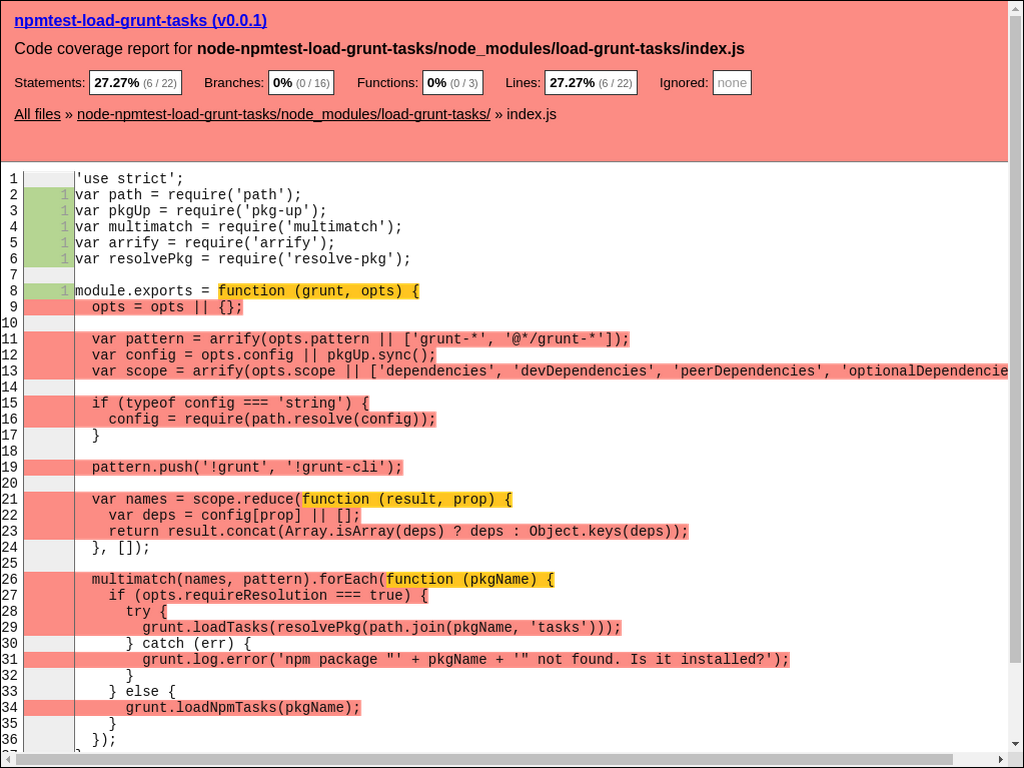 npmtest-load-grunt-tasks (v0.0.1)
Code coverage report for node-npmtest-load-grunt-tasks/node_modules/load-grunt-tasks/index.js
Statements: 27.27% (6 / 22) Branches: 0% (0 / 16) Functions: 0% (0 / 3) Lines: 27.27% (6 / 22) Ignored: none
All files » node-npmtest-load-grunt-tasks/node_modules/load-grunt-tasks/ » index.js
1 'use strict';
2 1 var path = require('path');
3 1 var pkgUp = require('pkg-up');
4 1 var multimatch = require('multimatch');
5 1 var arrify = require('arrify');
6 1 var resolvePkg = require('resolve-pkg');
7
8 1 module.exports = function (grunt, opts) {
9 opts = opts || {};
10
11 var pattern = arrify(opts.pattern || ['grunt-*', '@*/grunt-*']);
12 var config = opts.config || pkgUp.sync();
13 var scope = arrify(opts.scope || ['dependencies', 'devDependencies', 'peerDependencies', 'optionalDependencie
14
15 if (typeof config === 'string') {
16 config = require(path.resolve(config));
17 }
18
19 pattern.push('!grunt', '!grunt-cli');
20
21 var names = scope.reduce(function (result, prop) {
22 var deps = config[prop] || [];
23 return result.concat(Array.isArray(deps) ? deps : Object.keys(deps));
24 }, []);
25
26 multimatch(names, pattern).forEach(function (pkgName) {
27 if (opts.requireResolution === true) {
28 try {
29 grunt.loadTasks(resolvePkg(path.join(pkgName, 'tasks')));
30 } catch (err) {
31 grunt.log.error('npm package "' + pkgName + '" not found. Is it installed?');
32 }
33 } else {
34 grunt.loadNpmTasks(pkgName);
35 }
36 });